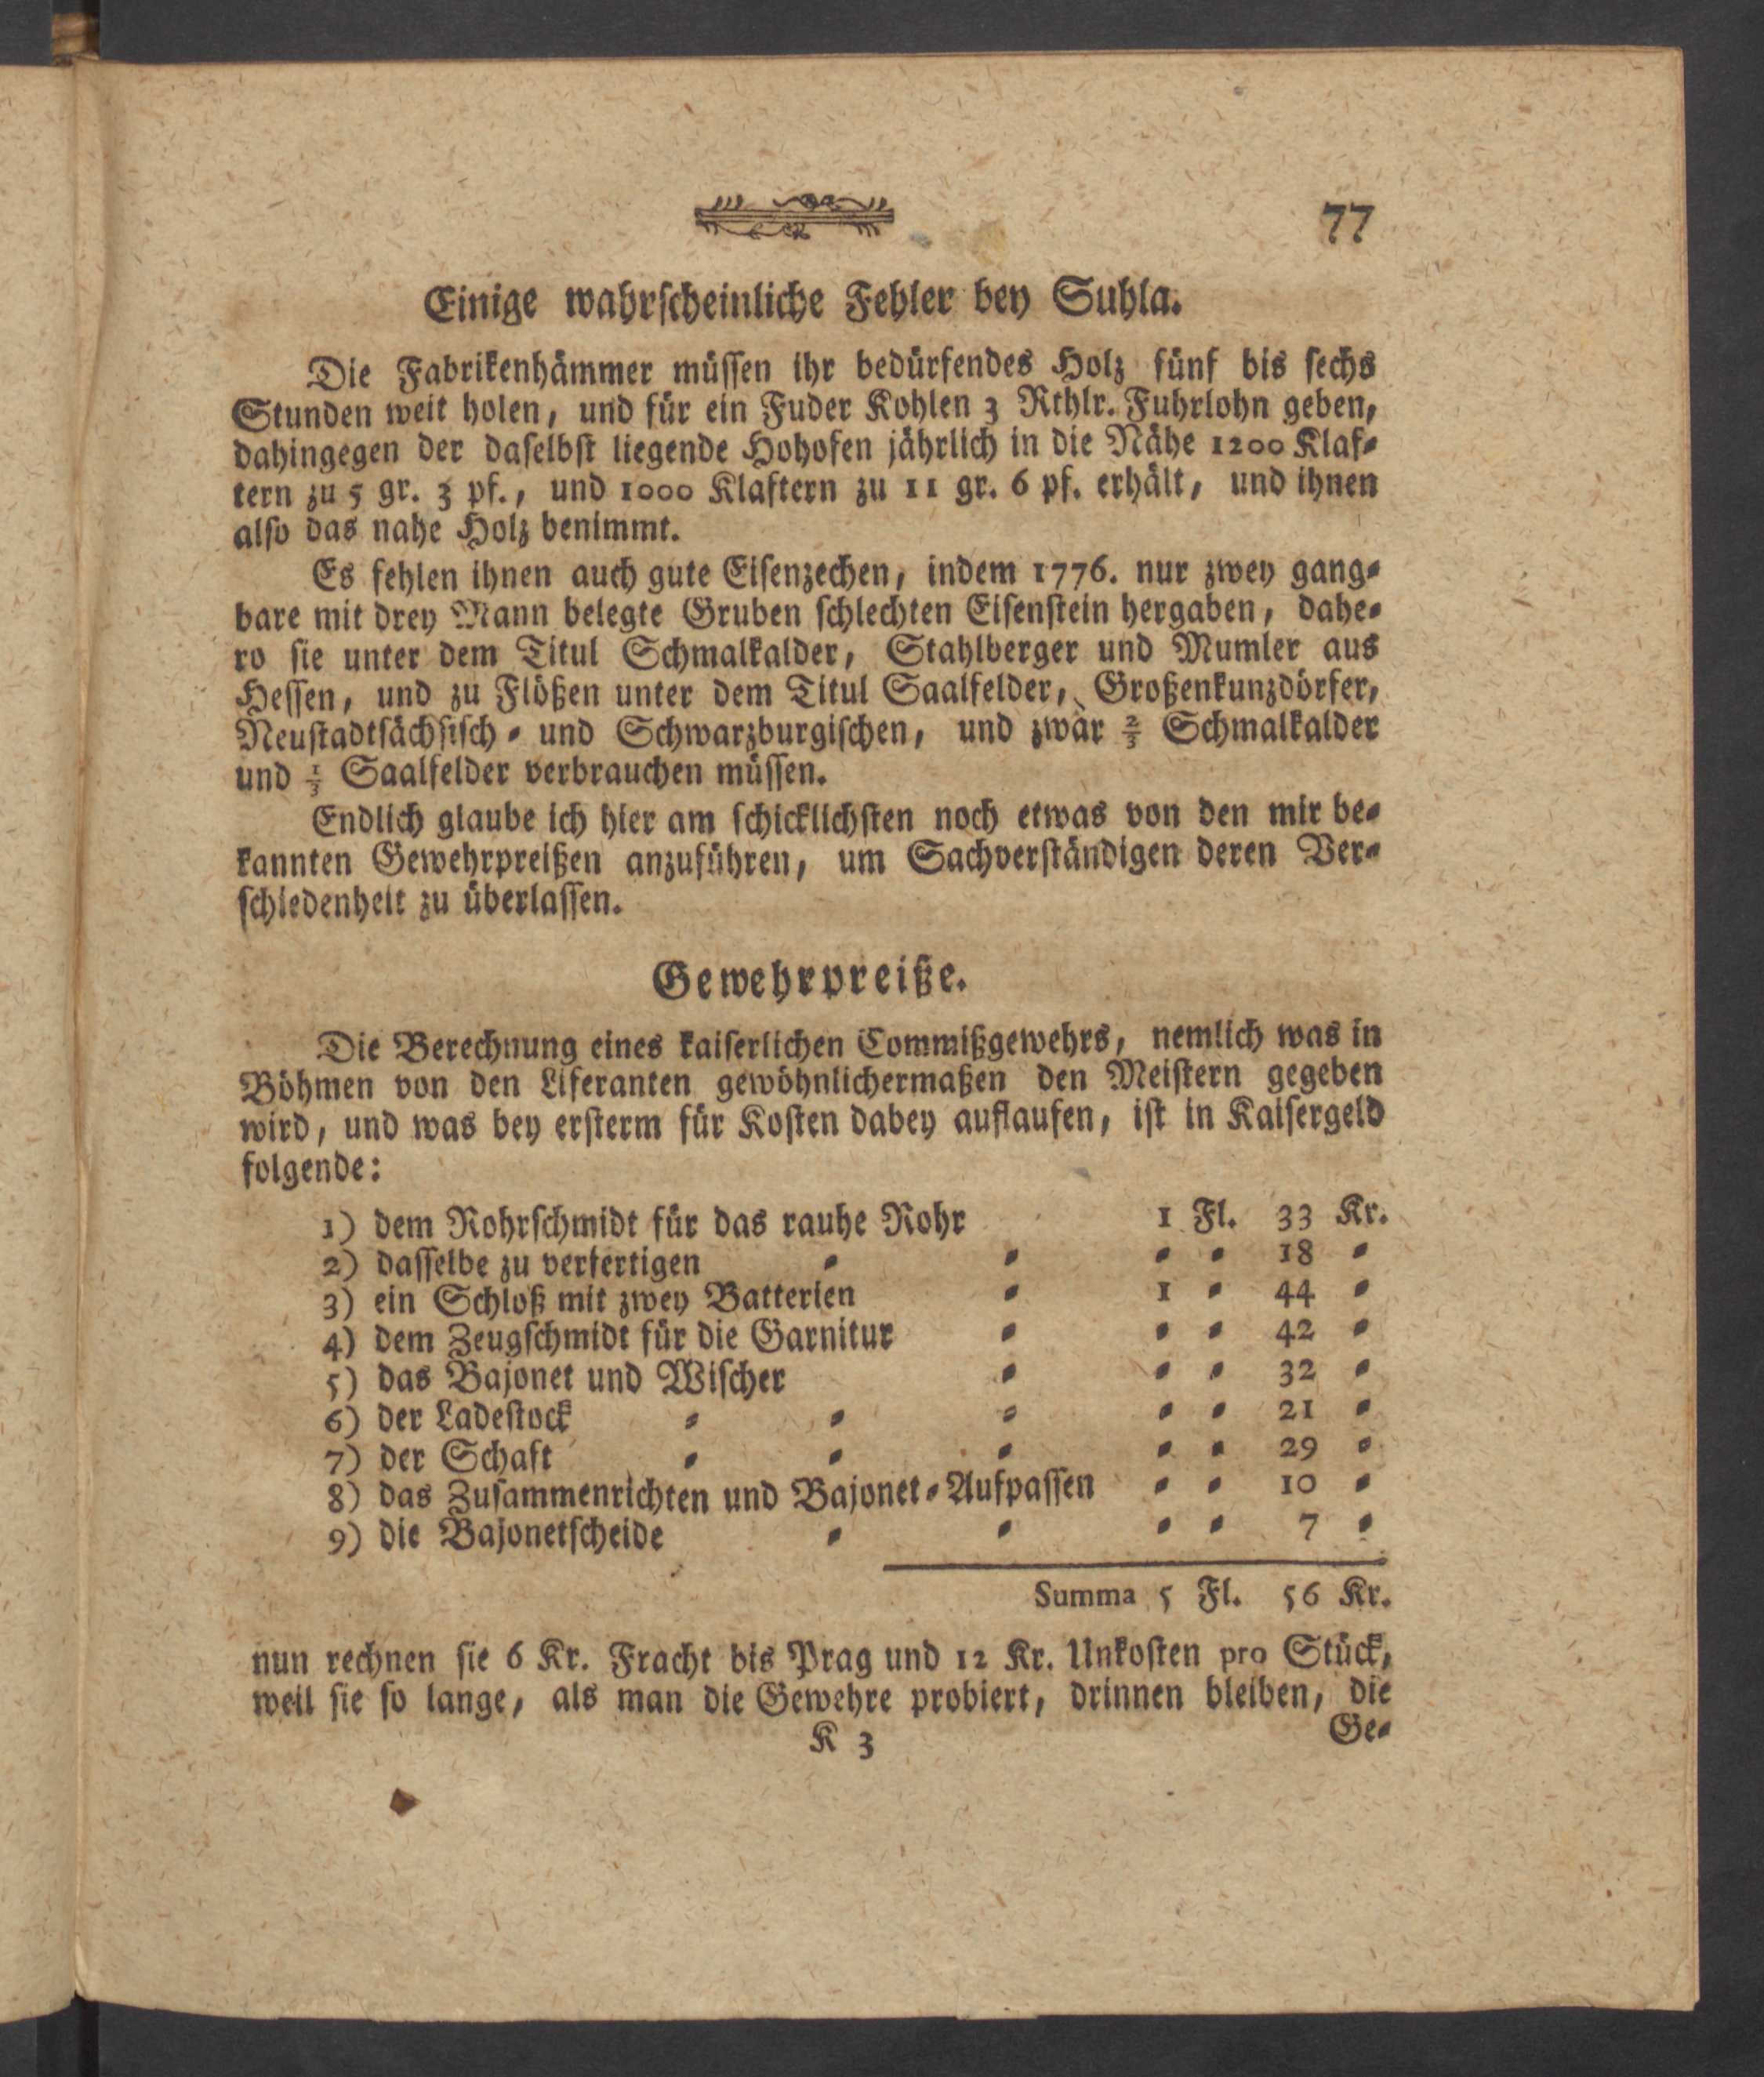 77
Einige wahrscheinliche Fehler bey Suhla.
Die Fabrikenhämmer müssen ihr bedürfendes Holz fünf bis sechs
Stunden weit holen, und für ein Fuder Kohlen 3 Rthlr. Fuhrlohn geben,
dahingegen der daselbst liegende Hohofen jährlich in die Nähe 1200 Klaf-
tern zu 5 gr. 3 pf., und 1000 Klaftern zu 11 gr. 6 pf. erhält, und ihnen
also das nahe Holz benimmt.
Es fehlen ihnen auch gute Eisenzechen, indem 1776. nur zwey gang-
bare mit drey Mann belegte Gruben schlechten Eisenstein hergaben, dahe-
ro sie unter dem Titul Schmalkalder, Stahlberger und Mumler aus
Hessen, und zu Flößen unter dem Titul Saalfelder, Großenkunzdörfer,
Neustadtsächsisch- und Schwarzburgischen, und zwar 2/3 Schmalkalder
und 1/3 Saalfelder verbrauchen müssen.
Endlich glaube ich hier am schicklichsten noch etwas von den mir be-
kannten Gewehrpreißen anzuführen, um Sachverständigen deren Ver-
schiedenheit zu überlassen.
Gewehrpreiße.
Die Berechnung eines kaiserlichen Commißgewehrs, nemlich was in
Böhmen von den Liferanten gewöhnlichermaßen den Meistern gegeben
wird, und was bey ersterm für Kosten dabey auflaufen, ist in Kaisergeld
folgende:
1) dem Rohrschmidt für das rauhe Rohr 1 Fl. 33 Kr.
2) dasselbe zu verfertigen = = = = 18 =
3) ein Schloß mit zwey Batterien = 1 = 44 =
4) dem Zeugschmidt für die Garnitur = = = 42 =
5) das Bajonet und Wischer = = = 32 =
6) der Ladestock = = = = = 21 =
7) der Schaft = = = = = 29 =
8) das Zusammenrichten und Bajonet-Aufpassen = = 10 =
9) die Bajonetscheide = = = = 7 =
Summa 5 Fl. 56 Kr.
nun rechnen sie 6 Kr. Fracht bis Prag und 12 Kr. Unkosten pro Stück,
weil sie so lange, als man die Gewehre probiert, drinnen bleiben, die
K 3 Ge-